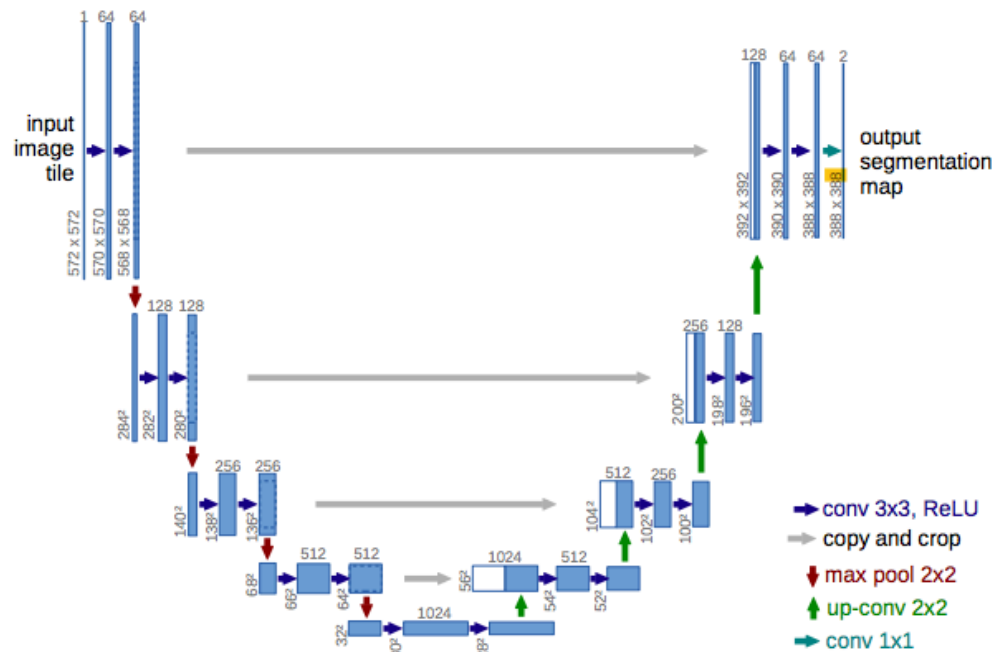 1 64 64
128 64 64 2
input
image
tile
output
segmentation
map
572 x 572
570 x 570
568 x 568
392 x 392
390 x 390
388 x 388
388 x 388
128 128
256 128
284²
282²
280²
200²
198²
196²
256 256
512 256
140²
138²
136²
104²
102²
100²
conv 3x3, ReLU
copy and crop
max pool 2x2
up-conv 2x2
conv 1x1
512 512
1024 512
68²
66²
64²
56²
54²
52²
1024
32²